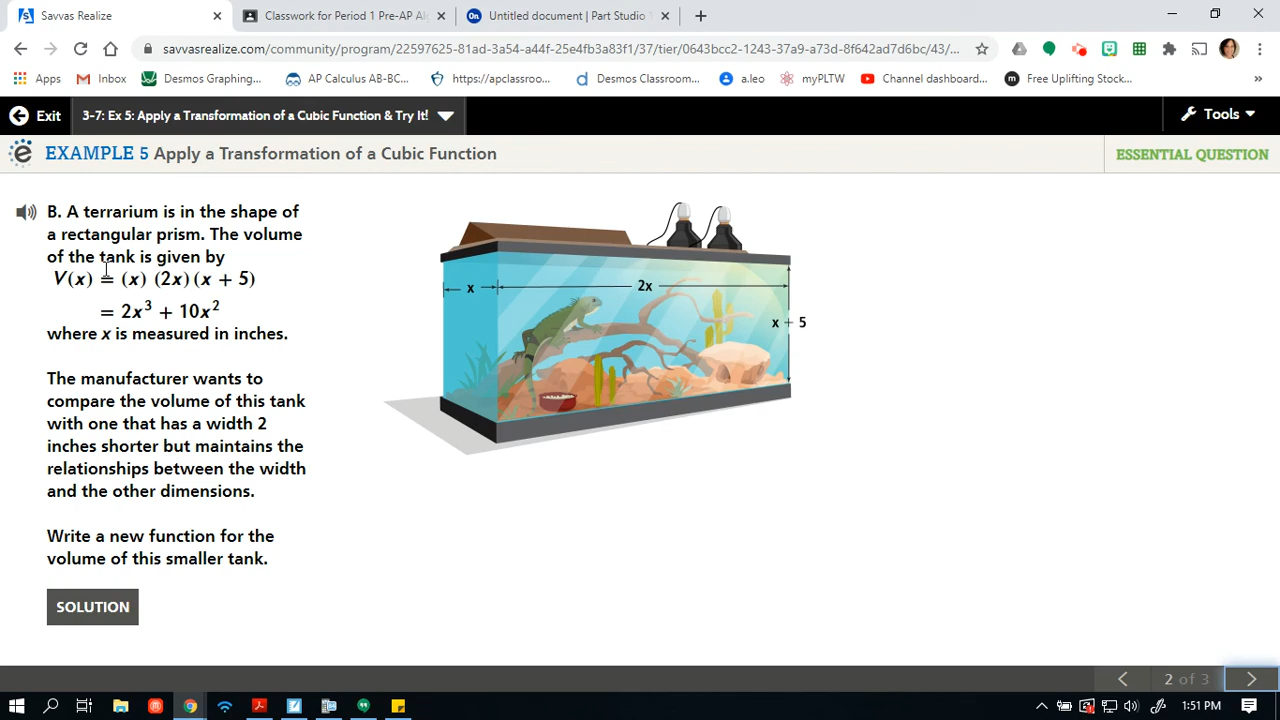 Savvas Realize
Classwork for Period 1 Pre-AP Al
Untitled document | Part Studio
savvasrealize.com/community/program/22597625-81ad-3a54-a44f-25e4fb3a83f1/37/tier/0643bcc2-1243-37a9-a73d-8f642ad7d6bc/43/...
Apps
Inbox
Desmos Graphing...
AP Calculus AB-BC...
https://apclassroo...
Desmos Classroom...
a.leo
myPLTW
Channel dashboard...
Free Uplifting Stock...
»
Exit
3-7: Ex 5: Apply a Transformation of a Cubic Function & Try It!
Tools
EXAMPLE 5 Apply a Transformation of a Cubic Function
ESSENTIAL QUESTION
B. A terrarium is in the shape of
a rectangular prism. The volume
of the tank is given by
V(x) = (x) (2x)(x + 5)
= 2x³ + 10x²
where x is measured in inches.
The manufacturer wants to
compare the volume of this tank
with one that has a width 2
inches shorter but maintains the
relationships between the width
and the other dimensions.
Write a new function for the
volume of this smaller tank.
SOLUTION
x
2x
x + 5
2 of 3
1:51 PM